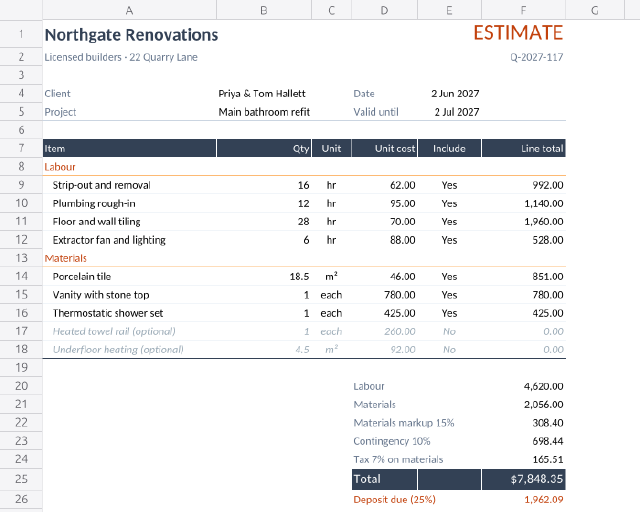 A B C D E F G
1 Northgate Renovations ESTIMATE
2 Licensed builders · 22 Quarry Lane Q-2027-117
3
4 Client Priya & Tom Hallett Date 2 Jun 2027
5 Project Main bathroom refit Valid until 2 Jul 2027
6
7 Item Qty Unit Unit cost Include Line total
8 Labour
9 Strip-out and removal 16 hr 62.00 Yes 992.00
10 Plumbing rough-in 12 hr 95.00 Yes 1,140.00
11 Floor and wall tiling 28 hr 70.00 Yes 1,960.00
12 Extractor fan and lighting 6 hr 88.00 Yes 528.00
13 Materials
14 Porcelain tile 18.5 m² 46.00 Yes 851.00
15 Vanity with stone top 1 each 780.00 Yes 780.00
16 Thermostatic shower set 1 each 425.00 Yes 425.00
17 Heated towel rail (optional) 1 each 260.00 No 0.00
18 Underfloor heating (optional) 4.5 m² 92.00 No 0.00
19
20 Labour 4,620.00
21 Materials 2,056.00
22 Materials markup 15% 308.40
23 Contingency 10% 698.44
24 Tax 7% on materials 165.51
25 Total $7,848.35
26 Deposit due (25%) 1,962.09